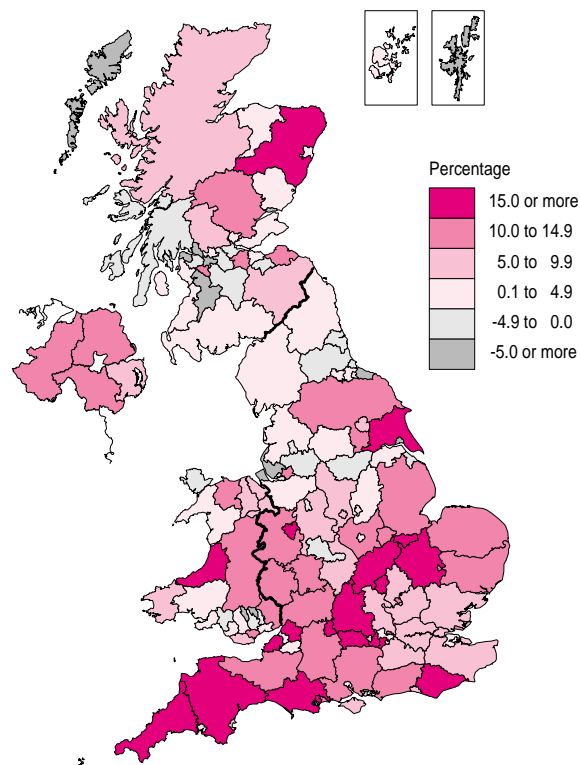 Percentage
15.0 or more
10.0 to 14.9
5.0 to 9.9
0.1 to 4.9
-4.9 to 0.0
-5.0 or more